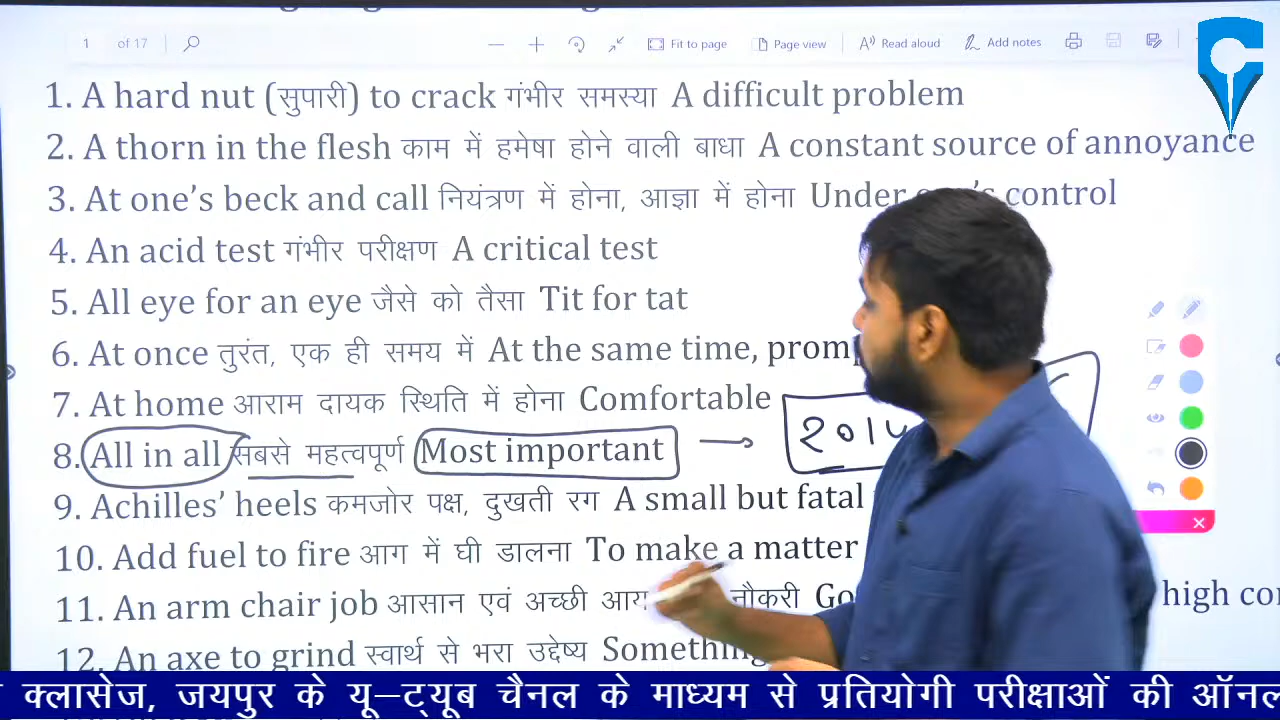 1 of 17 Fit to page Page view Read aloud Add notes
1. A hard nut (सुपारी) to crack गंभीर समस्या A difficult problem
2. A thorn in the flesh काम में हमेषा होने वाली बाधा A constant source of annoyance
3. At one's beck and call नियंत्रण में होना, आज्ञा में होना Under control
4. An acid test गंभीर परीक्षण A critical test
5. All eye for an eye जैसे को तैसा Tit for tat
6. At once तुरंत, एक ही समय में At the same time,
7. At home आराम दायक स्थिति में होना Comfortable
8. All in all सबसे महत्वपूर्ण Most important → 2014
9. Achilles' heels कमजोर पक्ष, दुखती रग A small but fatal
10. Add fuel to fire आग में घी डालना To make a matter
11. An arm chair job आसान एवं अच्छी आय नौकरी high
12. An axe to grind स्वार्थ से भरा उद्देष्य
क्लासेज, जयपुर के यू–ट्यूब चैनल के माध्यम से प्रतियोगी परीक्षाओं की